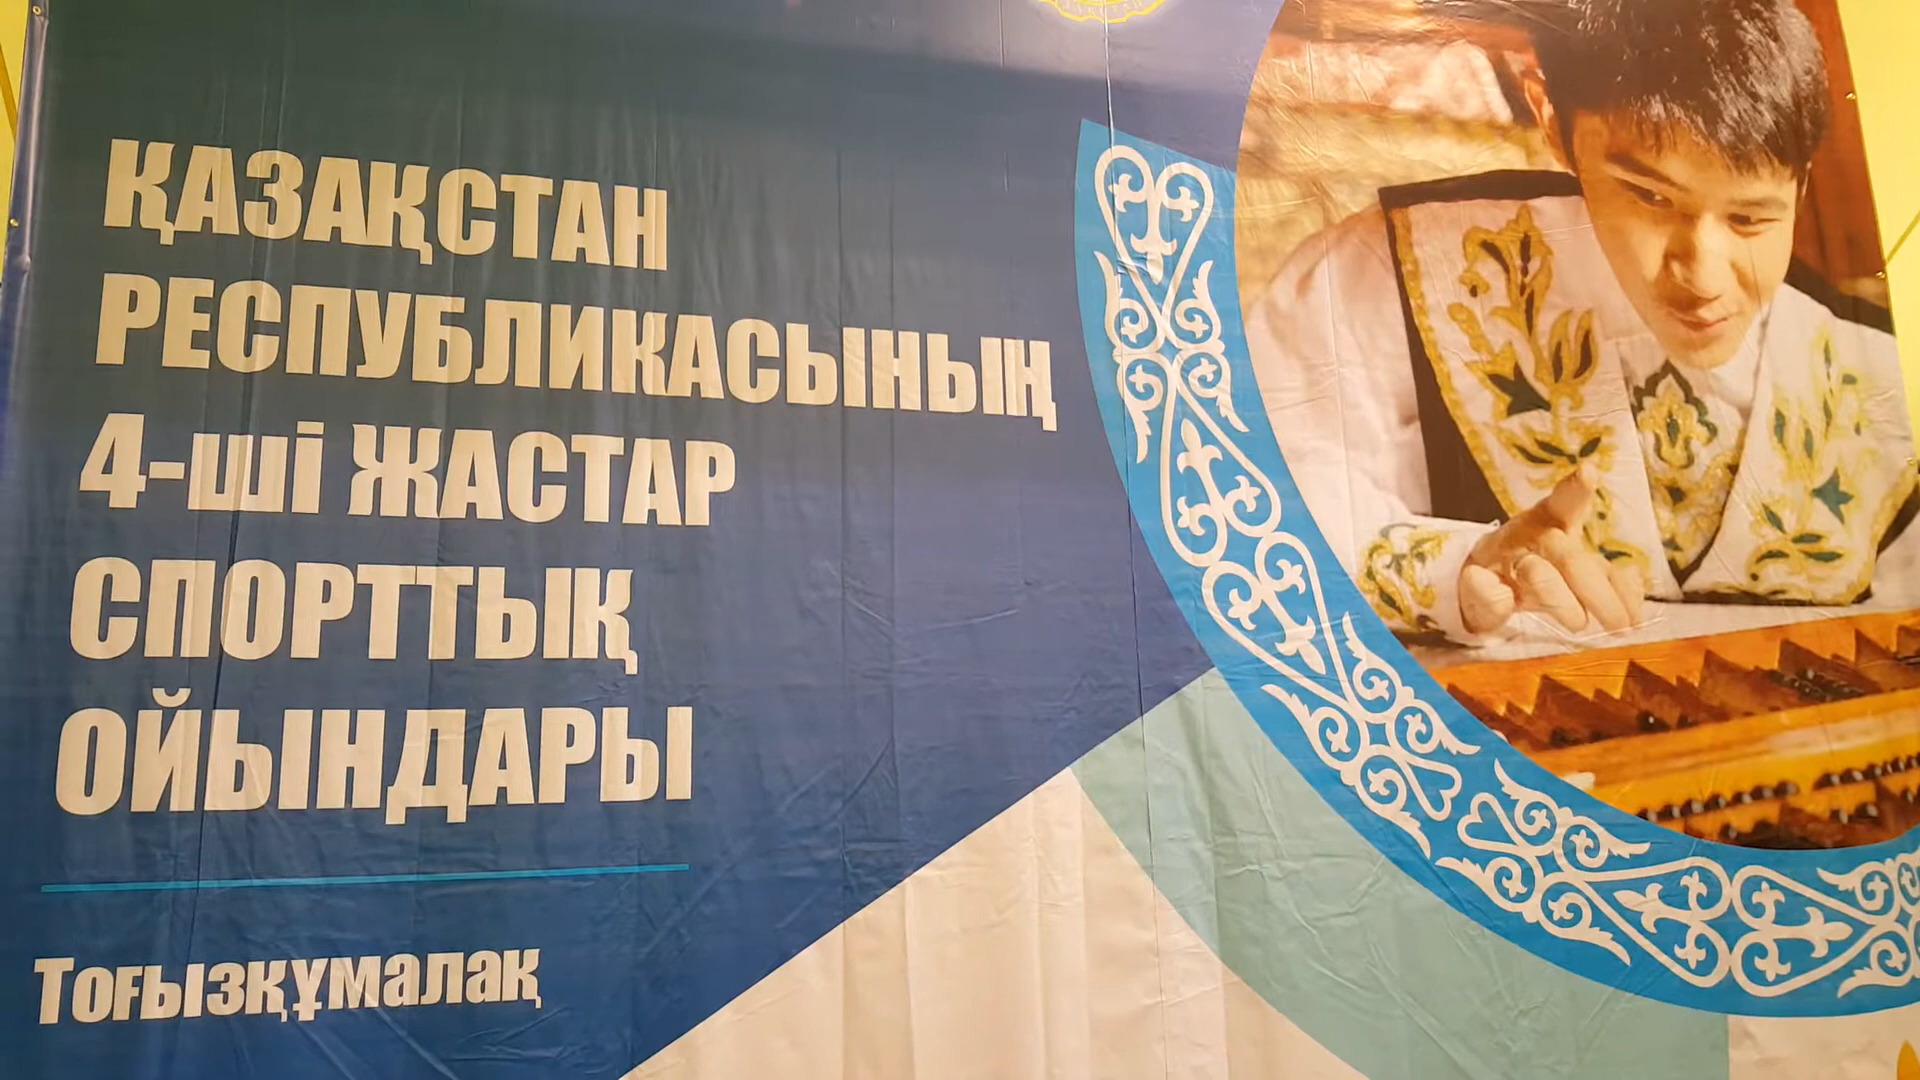 ҚАЗАҚСТАН
РЕСПУБЛИКАСЫНЫҢ
4-ші ЖАСТАР
СПОРТТЫҚ
ОЙЫНДАРЫ
Тоғызқұмалақ